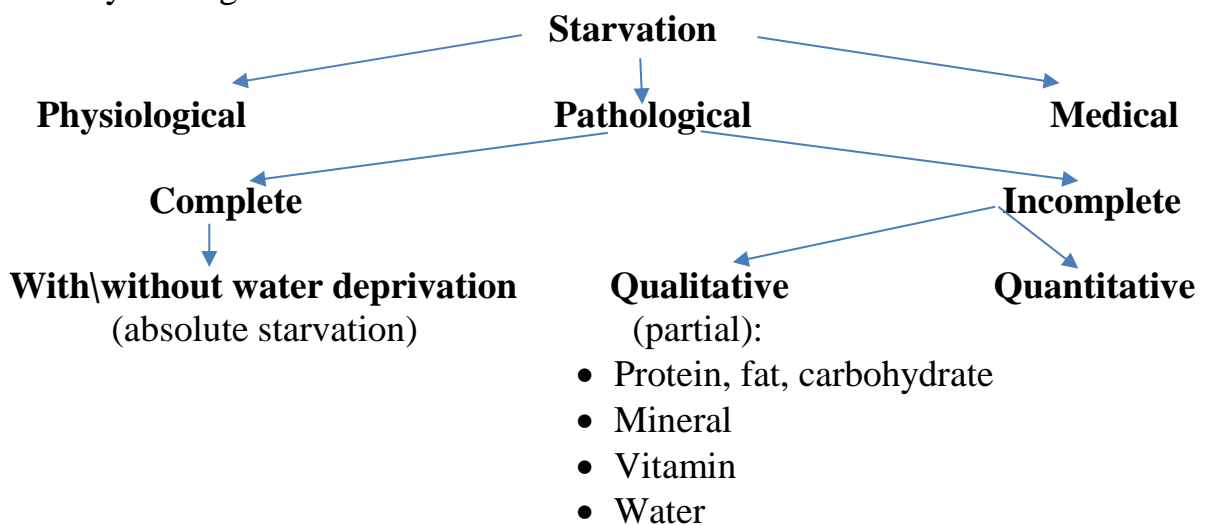 Starvation
Physiological Pathological Medical
Complete Incomplete
With\without water deprivation Qualitative Quantitative
(absolute starvation) (partial):
• Protein, fat, carbohydrate
• Mineral
• Vitamin
• Water